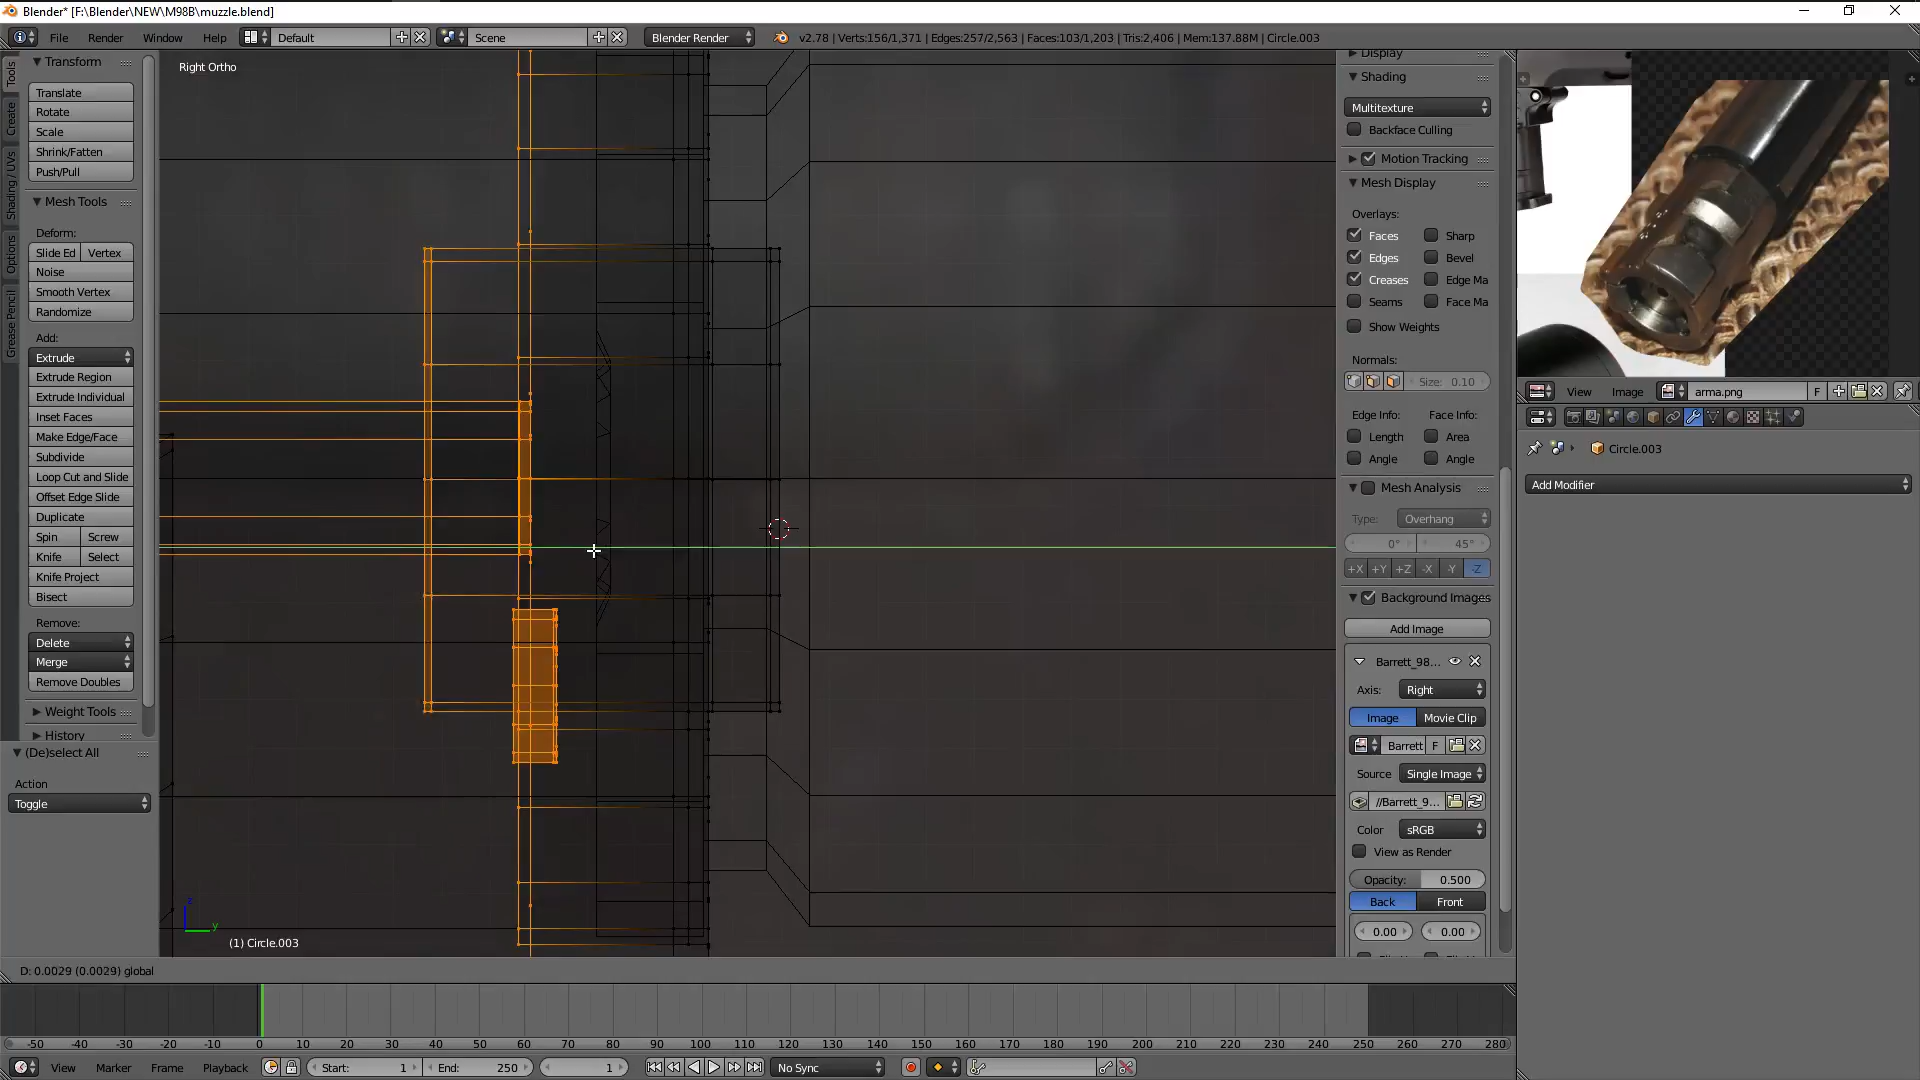 Blender* [F:\Blender\NEW\M98B\muzzle.blend]
File Render Window Help Default Scene Blender Render v2.78 | Verts:156/1,371 | Edges:257/2,563 | Faces:103/1,203 | Tris:2,406 | Mem:137.88M | Circle.003
Tools
Create
Shading / UVs
Options
Grease Pencil
Transform
Translate
Rotate
Scale
Shrink/Fatten
Push/Pull
Mesh Tools
Deform:
Slide Ed Vertex
Noise
Smooth Vertex
Randomize
Add:
Extrude
Extrude Region
Extrude Individual
Inset Faces
Make Edge/Face
Subdivide
Loop Cut and Slide
Offset Edge Slide
Duplicate
Spin Screw
Knife Select
Knife Project
Bisect
Remove:
Delete
Merge
Remove Doubles
Weight Tools
History
(De)select All
Action
Toggle
Right Ortho
z
y
(1) Circle.003
D: 0.0029 (0.0029) global
Display
Shading
Multitexture
Backface Culling
Motion Tracking
Mesh Display
Overlays:
Faces Sharp
Edges Bevel
Creases Edge Ma
Seams Face Ma
Show Weights
Normals:
Size: 0.10
Edge Info: Face Info:
Length Area
Angle Angle
Mesh Analysis
Type: Overhang
0° 45°
+X +Y +Z -X -Y -Z
Background Images
Add Image
Barrett_98...
Axis: Right
Image Movie Clip
Barrett F
Source Single Image
//Barrett_9...
Color sRGB
View as Render
Opacity: 0.500
Back Front
0.00 0.00
View Image arma.png F
Circle.003
Add Modifier
-50 -40 -30 -20 -10 0 10 20 30 40 50 60 70 80 90 100 110 120 130 140 150 160 170 180 190 200 210 220 230 240 250 260 270 280
View Marker Frame Playback Start: 1 End: 250 1 No Sync